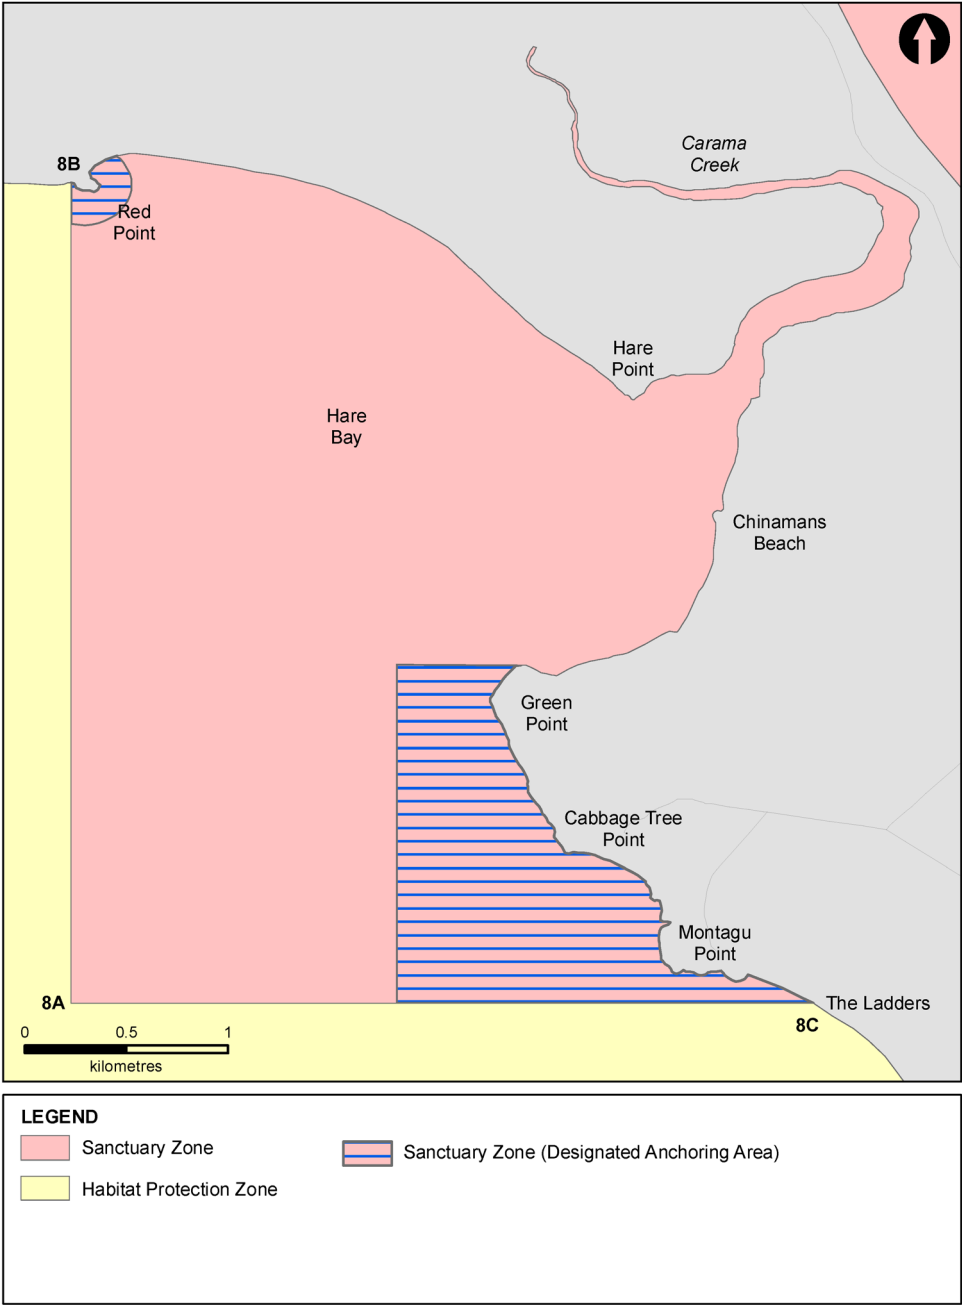 Carama
Creek
8B
Red
Point
Hare
Point
Hare
Bay
Chinamans
Beach
Green
Point
Cabbage Tree
Point
Montagu
Point
8A
The Ladders
8C
0 0.5 1
kilometres
LEGEND
Sanctuary Zone
Sanctuary Zone (Designated Anchoring Area)
Habitat Protection Zone